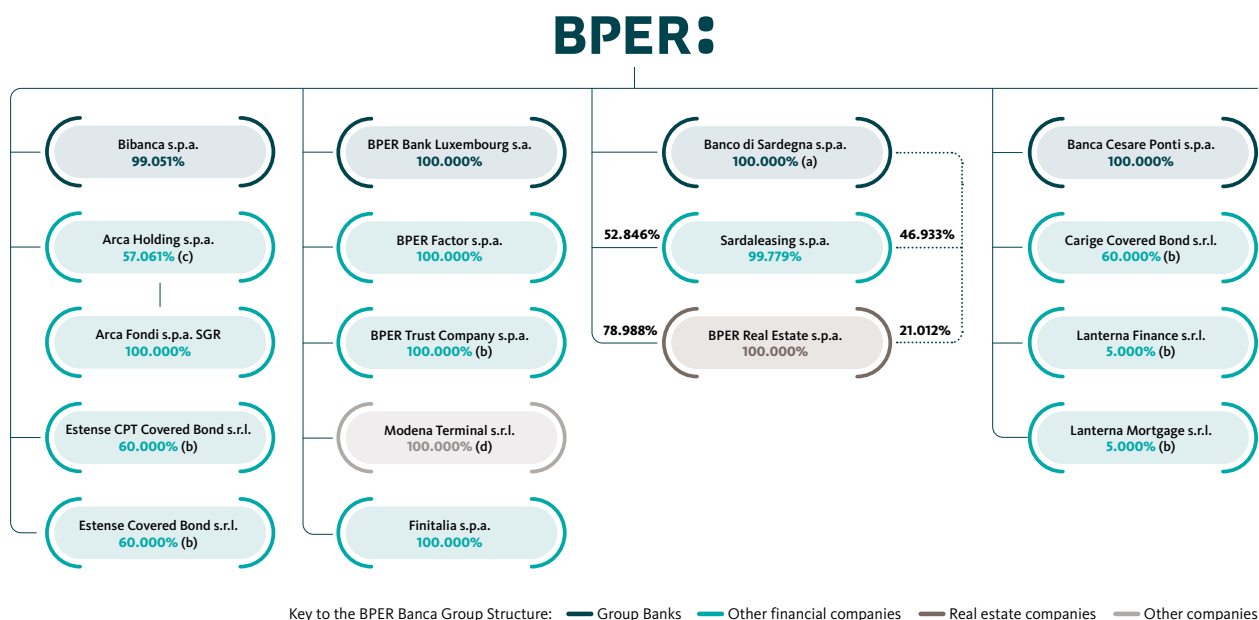 BPER:
Bibanca s.p.a.
99.051%
Arca Holding s.p.a.
57.061% (c)
Arca Fondi s.p.a. SGR
100.000%
Estense CPT Covered Bond s.r.l.
60.000% (b)
Estense Covered Bond s.r.l.
60.000% (b)
BPER Bank Luxembourg s.a.
100.000%
BPER Factor s.p.a.
100.000%
BPER Trust Company s.p.a.
100.000% (b)
Modena Terminal s.r.l.
100.000% (d)
Finitalia s.p.a.
100.000%
Banco di Sardegna s.p.a.
100.000% (a)
52.846%
Sardaleasing s.p.a.
99.779%
46.933%
78.988%
BPER Real Estate s.p.a.
100.000%
21.012%
Banca Cesare Ponti s.p.a.
100.000%
Carige Covered Bond s.r.l.
60.000% (b)
Lanterna Finance s.r.l.
5.000% (b)
Lanterna Mortgage s.r.l.
5.000% (b)
Key to the BPER Banca Group Structure: Group Banks Other financial companies Real estate companies Other companies